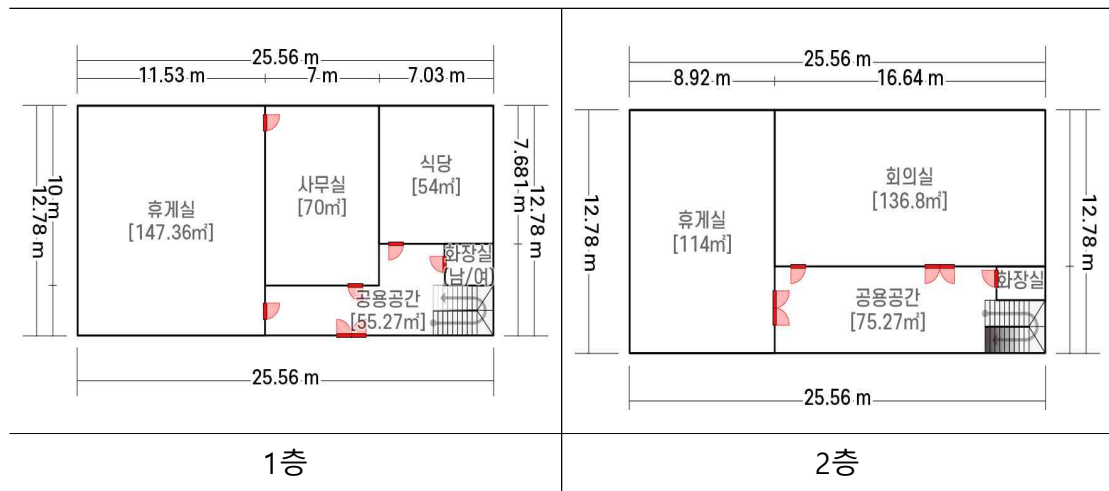 25.56 m
11.53 m
7 m
7.03 m
10 m
12.78 m
7.681 m
12.78 m
휴게실
[147.36㎡]
사무실
[70㎡]
식당
[54㎡]
화장실
(남/여)
공용공간
[55.27㎡]
25.56 m
1층
25.56 m
8.92 m
16.64 m
12.78 m
12.78 m
휴게실
[114㎡]
회의실
[136.8㎡]
화장실
공용공간
[75.27㎡]
25.56 m
2층